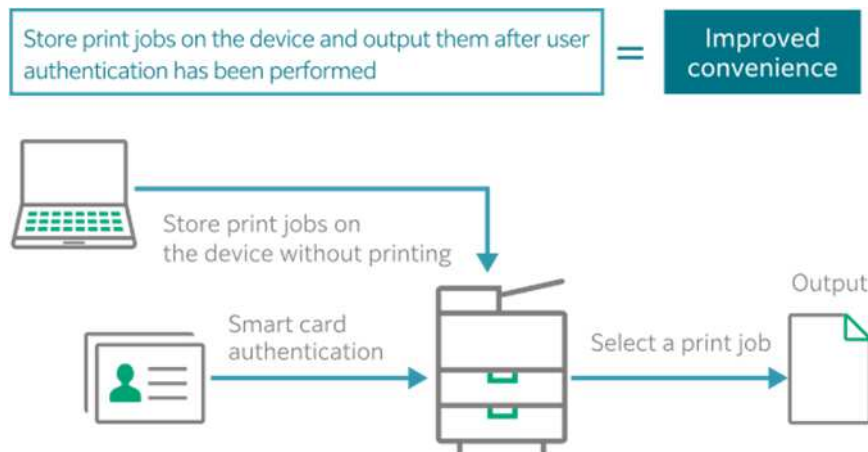 Store print jobs on the device and output them after user
authentication has been performed
=
Improved
convenience
Store print jobs on
the device without printing
Output
Smart card
authentication
Select a print job